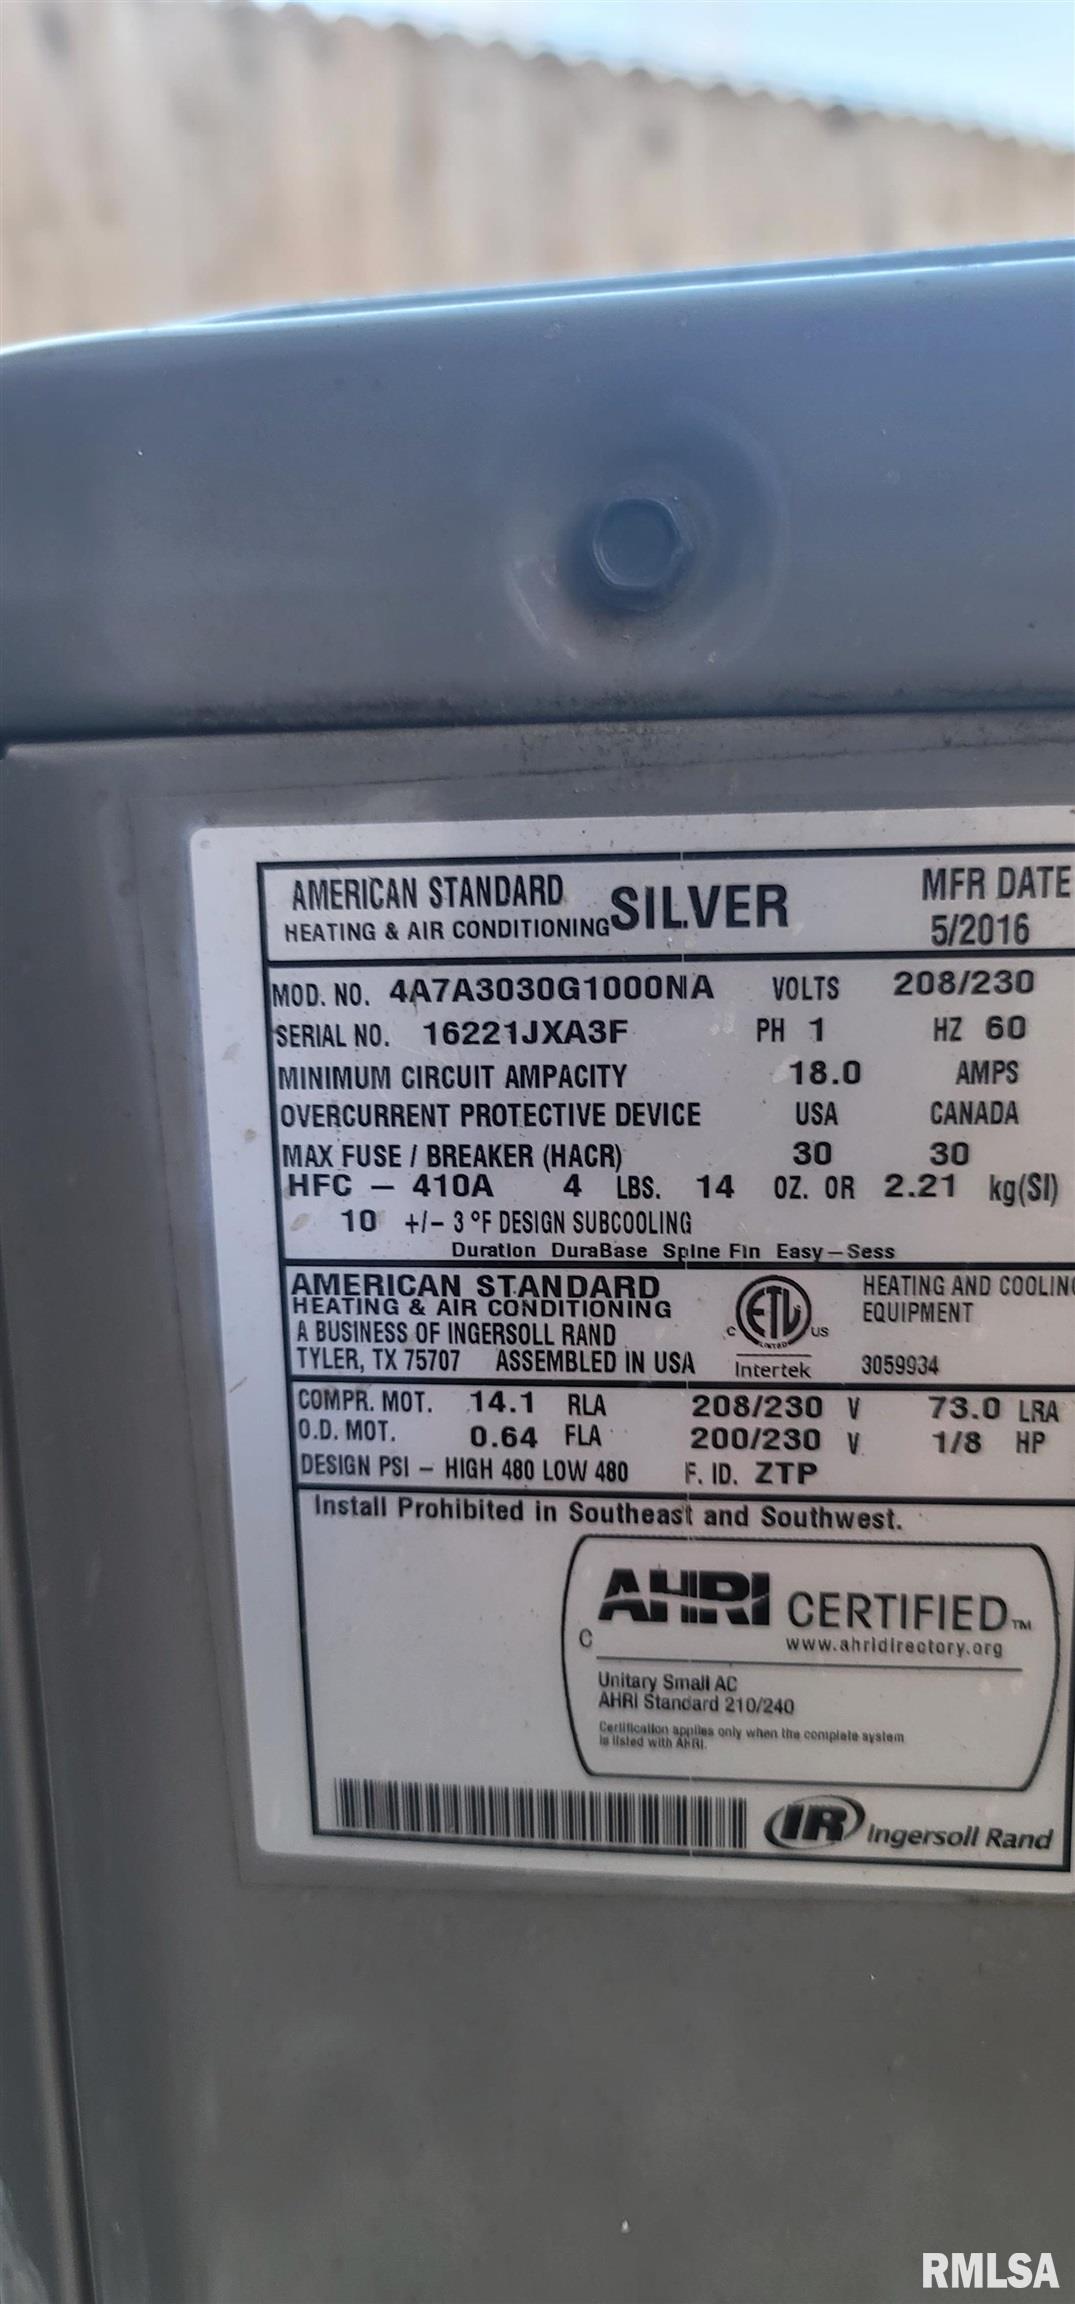 AMERICAN STANDARD
HEATING & AIR CONDITIONING SILVER
MFR DATE
5/2016
MOD. NO. 4A7A3030G1000NA VOLTS 208/230
SERIAL NO. 16221JXA3F PH 1 HZ 60
MINIMUM CIRCUIT AMPACITY 18.0 AMPS
OVERCURRENT PROTECTIVE DEVICE USA CANADA
MAX FUSE / BREAKER (HACR) 30 30
HFC – 410A 4 LBS. 14 OZ. OR 2.21 kg(SI)
10 +/– 3 °F DESIGN SUBCOOLING
Duration DuraBase Spine Fin Easy–Sess
AMERICAN STANDARD
HEATING & AIR CONDITIONING
A BUSINESS OF INGERSOLL RAND
TYLER, TX 75707 ASSEMBLED IN USA
C ETL US
LISTED
Intertek
HEATING AND COOLING
EQUIPMENT
3059934
COMPR. MOT. 14.1 RLA 208/230 V 73.0 LRA
O.D. MOT. 0.64 FLA 200/230 V 1/8 HP
DESIGN PSI – HIGH 480 LOW 480 F. ID. ZTP
Install Prohibited in Southeast and Southwest.
C AHRI CERTIFIED™
www.ahridirectory.org
Unitary Small AC
AHRI Standard 210/240
Certification applies only when the complete system
is listed with AHRI.
IR Ingersoll Rand
RMLSA